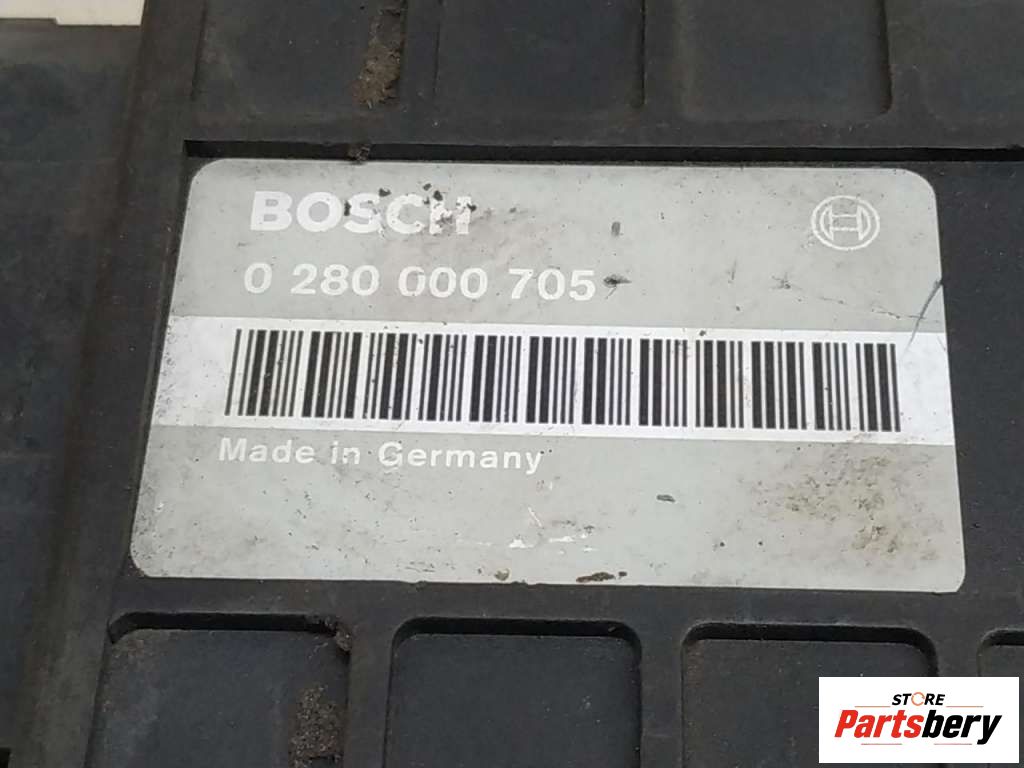 BOSCH
0 280 000 705
Made in Germany
STORE
Partsbery